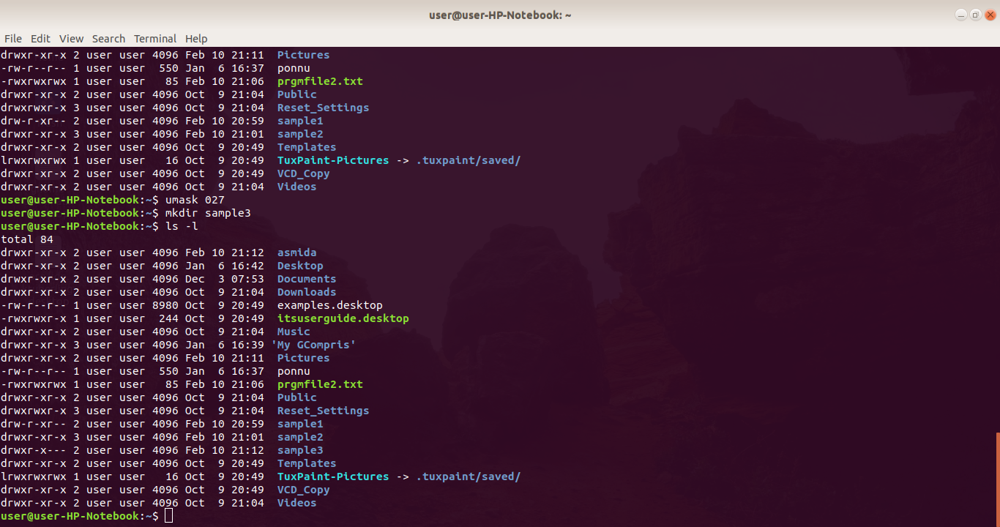 user@user-HP-Notebook: ~
File Edit View Search Terminal Help
drwxr-xr-x 2 user user 4096 Feb 10 21:11  Pictures
-rw-r--r-- 1 user user  550 Jan  6 16:37  ponnu
-rwxrwxrwx 1 user user   85 Feb 10 21:06  prgmfile2.txt
drwxr-xr-x 2 user user 4096 Oct  9 21:04  Public
drwxrwxr-x 3 user user 4096 Oct  9 21:04  Reset_Settings
drw-r-xr-- 2 user user 4096 Feb 10 20:59  sample1
drwxr-xr-x 3 user user 4096 Feb 10 21:01  sample2
drwxr-xr-x 2 user user 4096 Oct  9 20:49  Templates
lrwxrwxrwx 1 user user   16 Oct  9 20:49  TuxPaint-Pictures -> .tuxpaint/saved/
drwxr-xr-x 2 user user 4096 Oct  9 20:49  VCD_Copy
drwxr-xr-x 2 user user 4096 Oct  9 21:04  Videos
user@user-HP-Notebook:~$ umask 027
user@user-HP-Notebook:~$ mkdir sample3
user@user-HP-Notebook:~$ ls -l
total 84
drwxr-xr-x 2 user user 4096 Feb 10 21:12  asmida
drwxr-xr-x 2 user user 4096 Jan  6 16:42  Desktop
drwxr-xr-x 2 user user 4096 Dec  3 07:53  Documents
drwxr-xr-x 2 user user 4096 Oct  9 21:04  Downloads
-rw-r--r-- 1 user user 8980 Oct  9 20:49  examples.desktop
-rwxrwxr-x 1 user user  244 Oct  9 20:49  itsuserguide.desktop
drwxr-xr-x 2 user user 4096 Oct  9 21:04  Music
drwxr-xr-x 3 user user 4096 Jan  6 16:39 'My GCompris'
drwxr-xr-x 2 user user 4096 Feb 10 21:11  Pictures
-rw-r--r-- 1 user user  550 Jan  6 16:37  ponnu
-rwxrwxrwx 1 user user   85 Feb 10 21:06  prgmfile2.txt
drwxr-xr-x 2 user user 4096 Oct  9 21:04  Public
drwxrwxr-x 3 user user 4096 Oct  9 21:04  Reset_Settings
drw-r-xr-- 2 user user 4096 Feb 10 20:59  sample1
drwxr-xr-x 3 user user 4096 Feb 10 21:01  sample2
drwxr-x--- 2 user user 4096 Feb 10 21:12  sample3
drwxr-xr-x 2 user user 4096 Oct  9 20:49  Templates
lrwxrwxrwx 1 user user   16 Oct  9 20:49  TuxPaint-Pictures -> .tuxpaint/saved/
drwxr-xr-x 2 user user 4096 Oct  9 20:49  VCD_Copy
drwxr-xr-x 2 user user 4096 Oct  9 21:04  Videos
user@user-HP-Notebook:~$